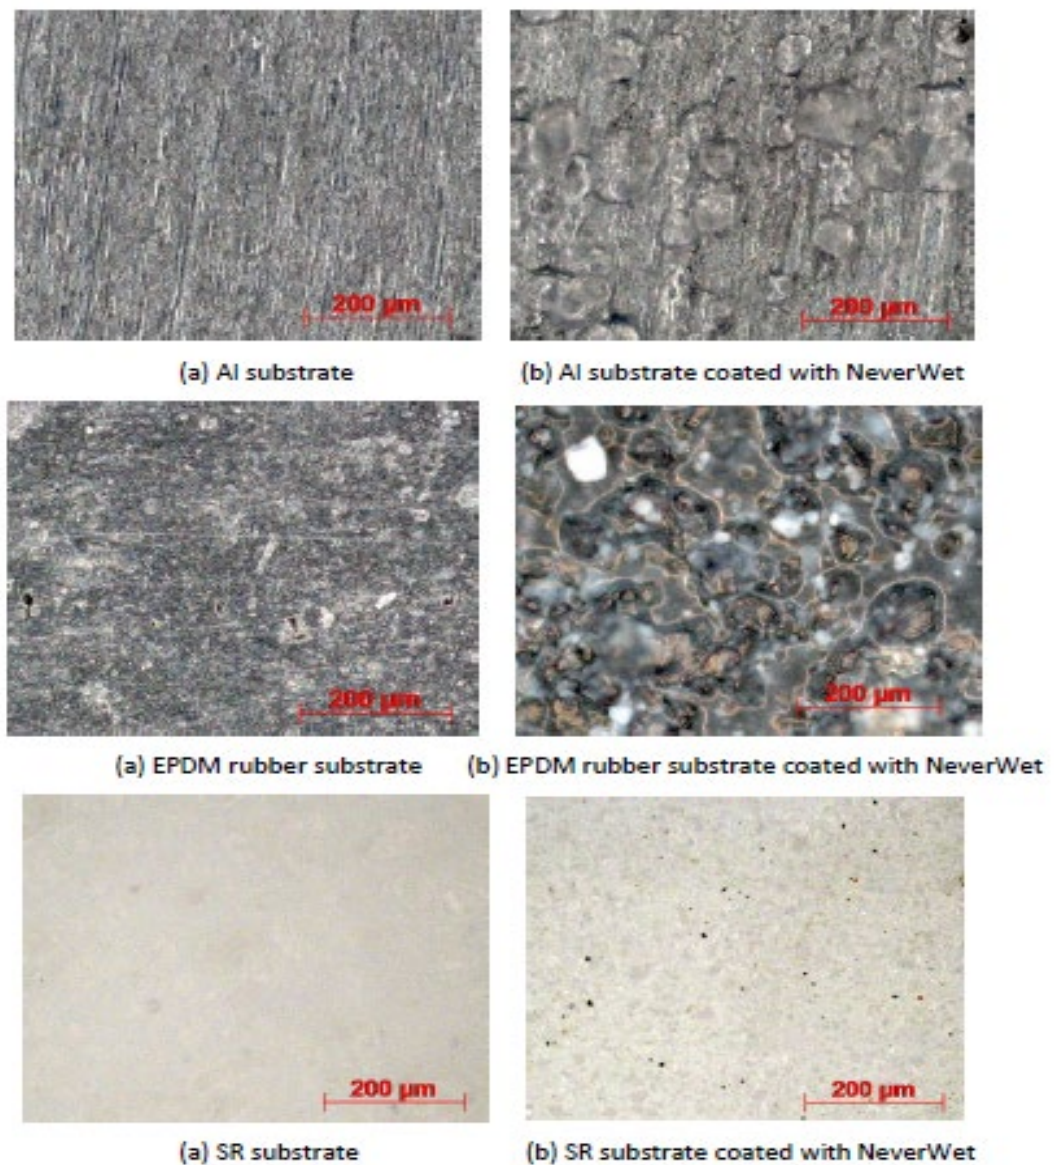 200 µm
200 µm
(a) Al substrate
(b) Al substrate coated with NeverWet
200 µm
200 µm
(a) EPDM rubber substrate
(b) EPDM rubber substrate coated with NeverWet
200 µm
200 µm
(a) SR substrate
(b) SR substrate coated with NeverWet